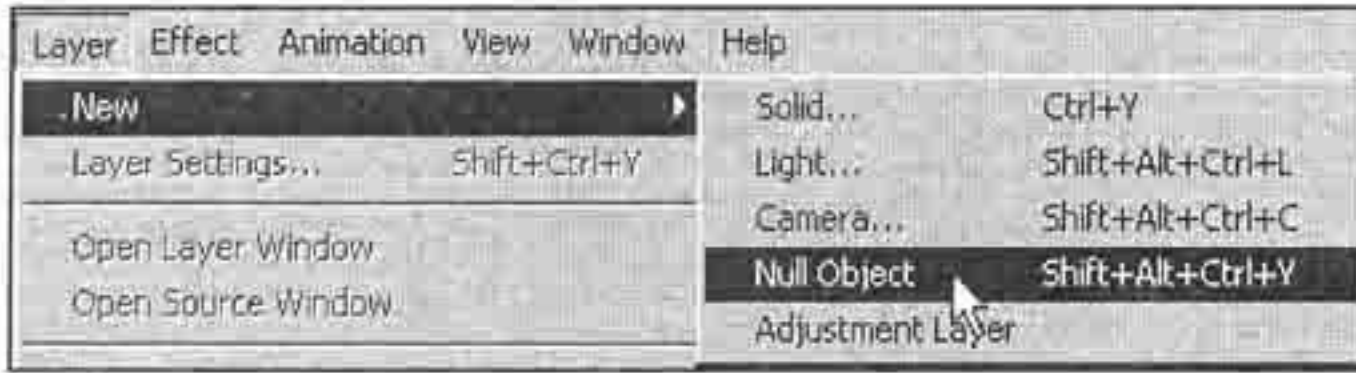 Layer Effect Animation View Window Help
New
Layer Settings... Shift+Ctrl+Y
Open Layer Window
Open Source Window
Solid... Ctrl+Y
Light... Shift+Alt+Ctrl+L
Camera... Shift+Alt+Ctrl+C
Null Object Shift+Alt+Ctrl+Y
Adjustment Layer